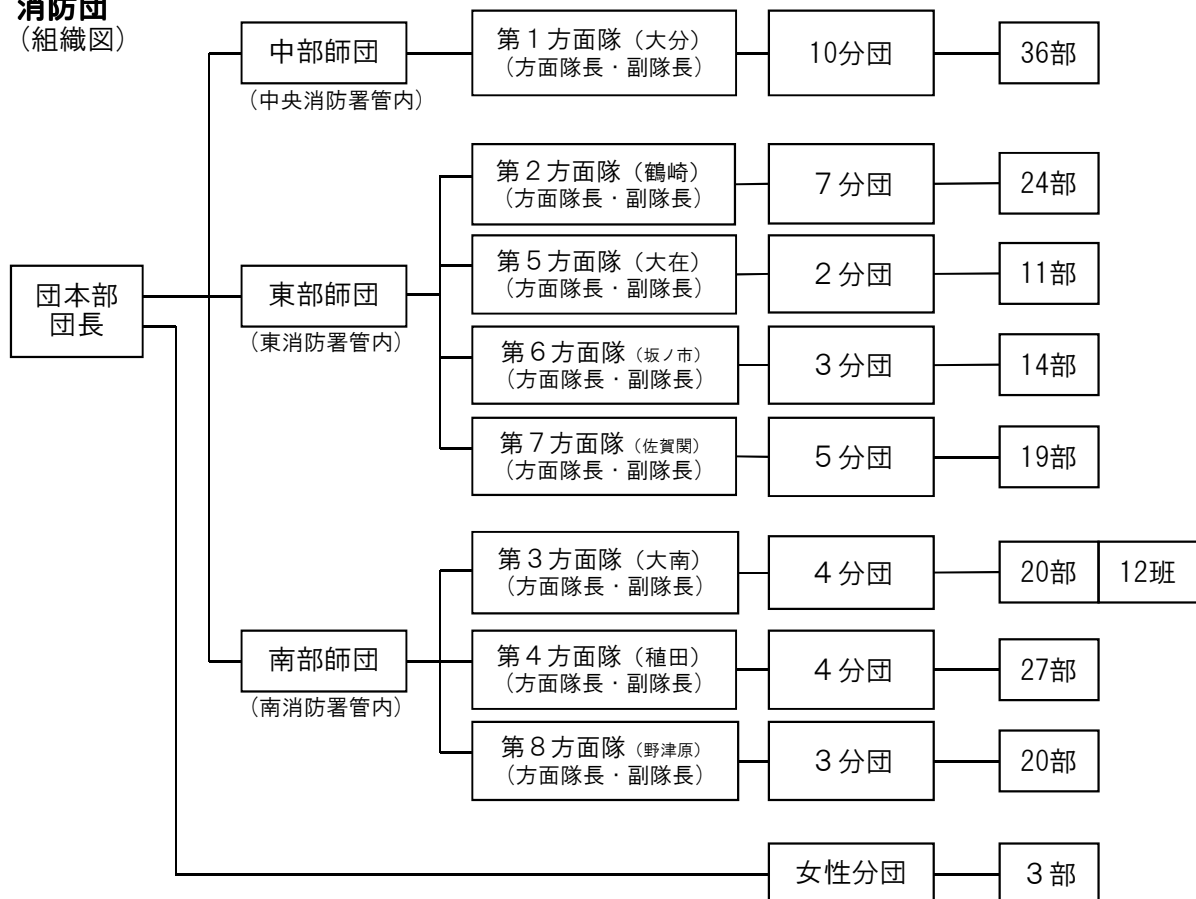 消防団
（組織図）
中部師団
（中央消防署管内）
第１方面隊（大分）
（方面隊長・副隊長）
10分団
36部
第２方面隊（鶴崎）
（方面隊長・副隊長）
７分団
24部
団本部
団長
東部師団
（東消防署管内）
第５方面隊（大在）
（方面隊長・副隊長）
２分団
11部
第６方面隊（坂ノ市）
（方面隊長・副隊長）
３分団
14部
第７方面隊（佐賀関）
（方面隊長・副隊長）
５分団
19部
第３方面隊（大南）
（方面隊長・副隊長）
４分団
20部
12班
南部師団
（南消防署管内）
第４方面隊（稙田）
（方面隊長・副隊長）
４分団
27部
第８方面隊（野津原）
（方面隊長・副隊長）
３分団
20部
女性分団
３部